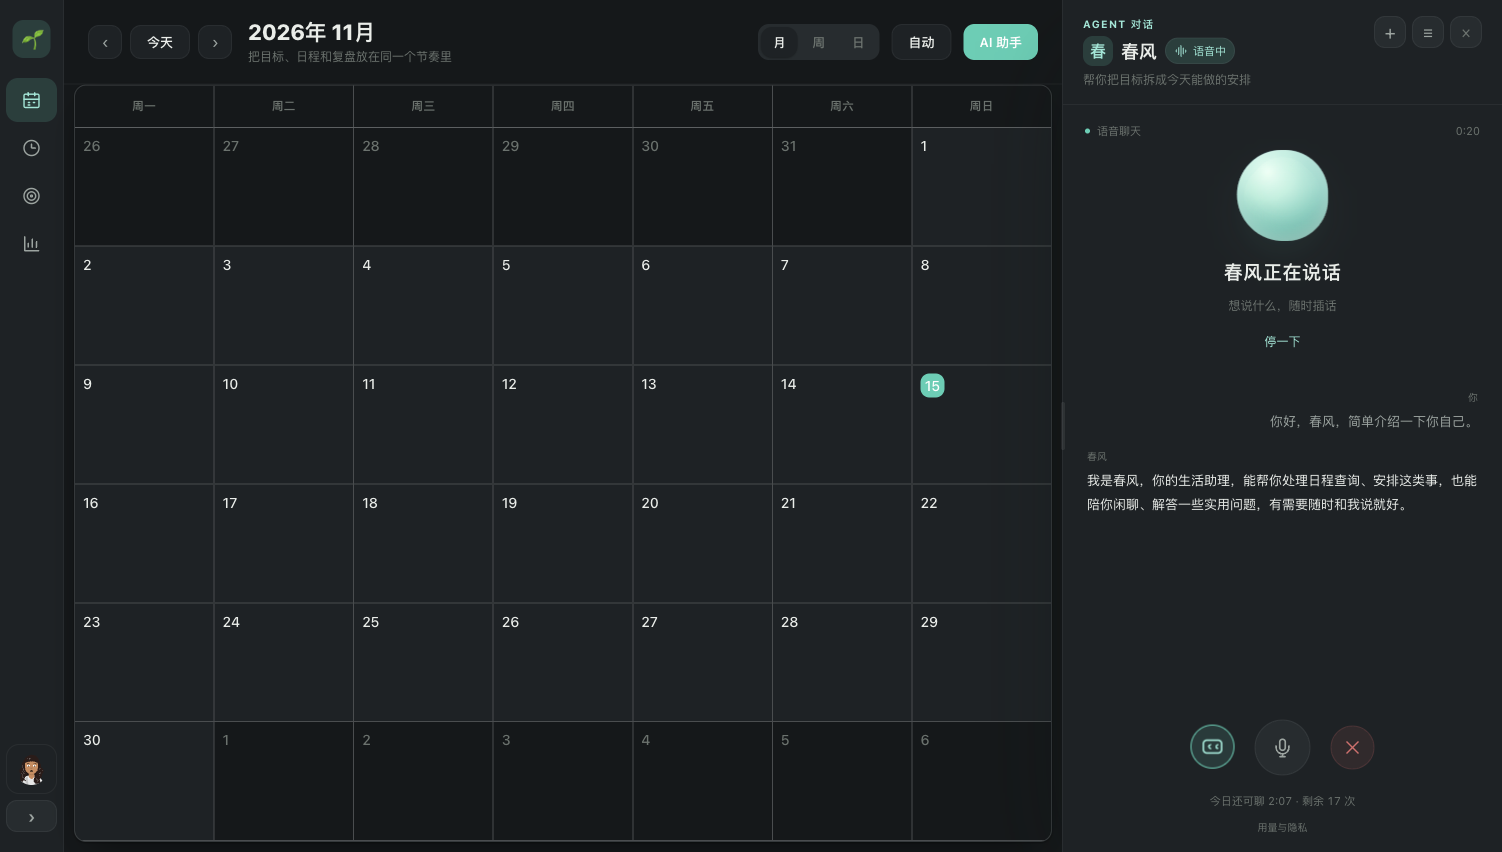 ‹ 今天 ›
2026年 11月
把目标、日程和复盘放在同一个节奏里
月 周 日 自动 AI 助手
周一 周二 周三 周四 周五 周六 周日
26 27 28 29 30 31 1
2 3 4 5 6 7 8
9 10 11 12 13 14 15
16 17 18 19 20 21 22
23 24 25 26 27 28 29
30 1 2 3 4 5 6
AGENT 对话
春 春风 语音中
帮你把目标拆成今天能做的安排
语音聊天 0:20
春风正在说话
想说什么，随时插话
停一下
你
你好，春风，简单介绍一下你自己。
春风
我是春风，你的生活助理，能帮你处理日程查询、安排这类事，也能
陪你闲聊、解答一些实用问题，有需要随时和我说就好。
今日还可聊 2:07 · 剩余 17 次
用量与隐私